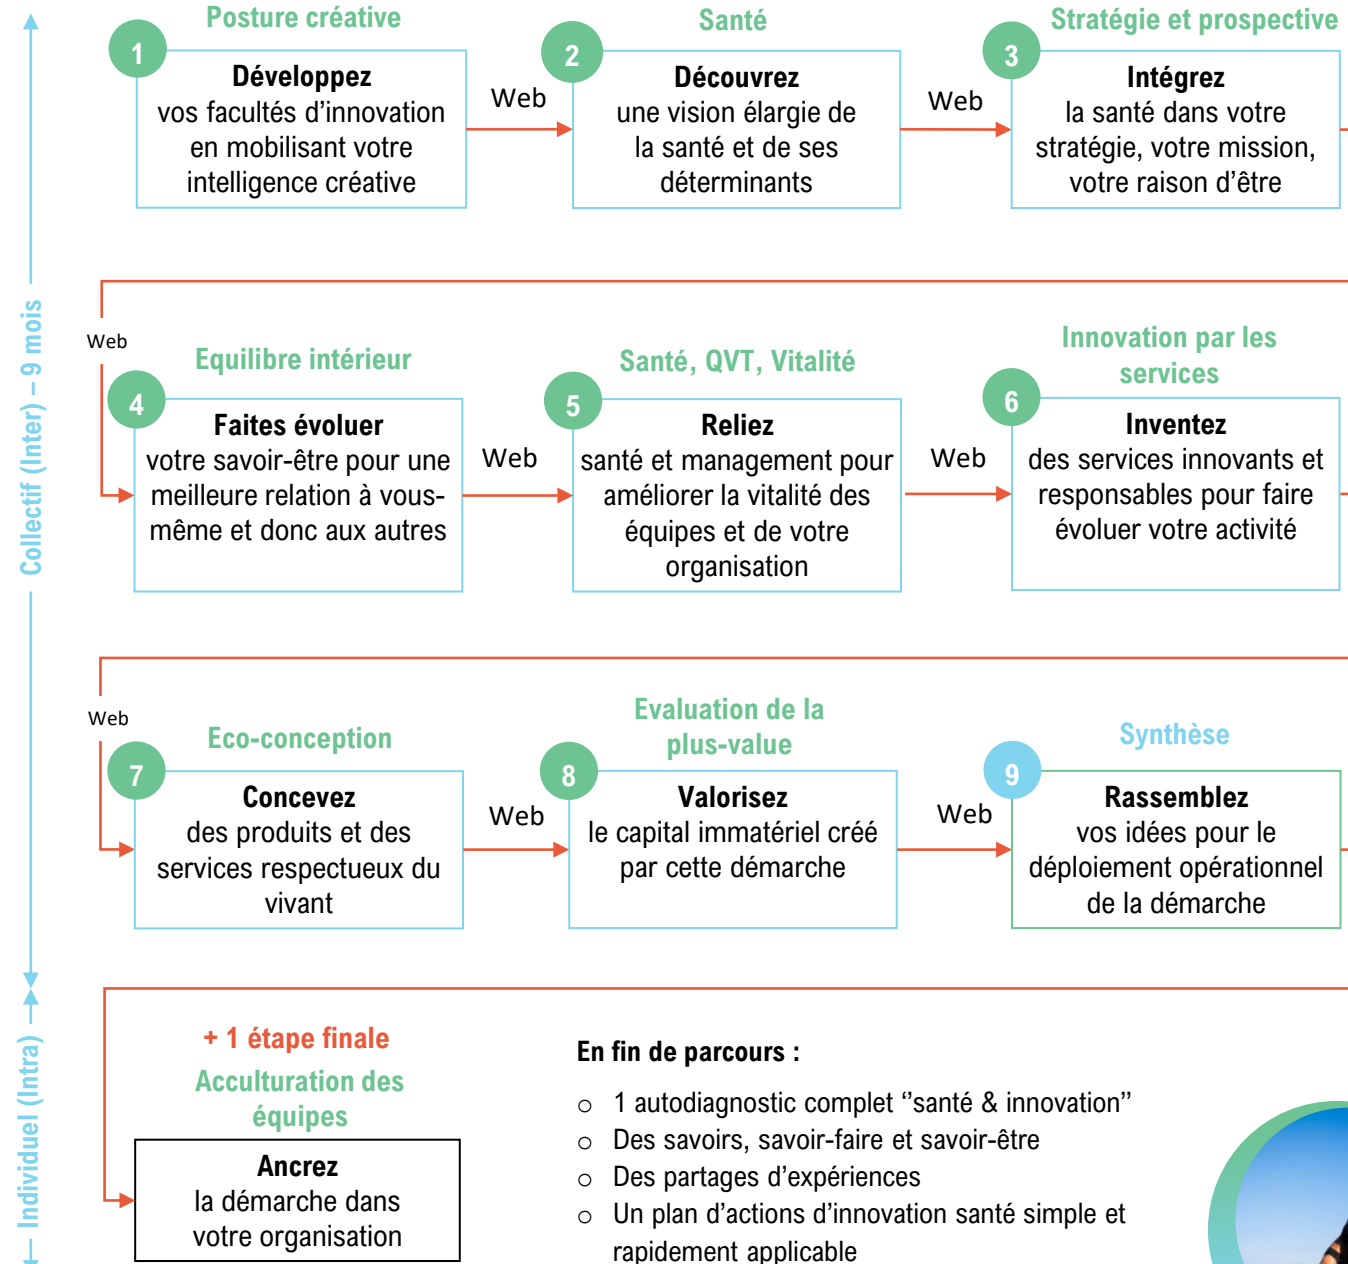 Posture créative
1
Développez
vos facultés d’innovation
en mobilisant votre
intelligence créative
Web
Santé
2
Découvrez
une vision élargie de
la santé et de ses
déterminants
Web
Stratégie et prospective
3
Intégrez
la santé dans votre
stratégie, votre mission,
votre raison d’être
Collectif (Inter) – 9 mois
Web
Equilibre intérieur
4
Faites évoluer
votre savoir-être pour une
meilleure relation à vous-
même et donc aux autres
Web
Santé, QVT, Vitalité
5
Reliez
santé et management pour
améliorer la vitalité des
équipes et de votre
organisation
Web
Innovation par les
services
6
Inventez
des services innovants et
responsables pour faire
évoluer votre activité
Web
Eco-conception
7
Concevez
des produits et des
services respectueux du
vivant
Web
Evaluation de la
plus-value
8
Valorisez
le capital immatériel créé
par cette démarche
Web
Synthèse
9
Rassemblez
vos idées pour le
déploiement opérationnel
de la démarche
Individuel (Intra)
+ 1 étape finale
Acculturation des
équipes
Ancrez
la démarche dans
votre organisation
En fin de parcours :
o 1 autodiagnostic complet ‘’santé & innovation’’
o Des savoirs, savoir-faire et savoir-être
o Des partages d’expériences
o Un plan d’actions d’innovation santé simple et
rapidement applicable